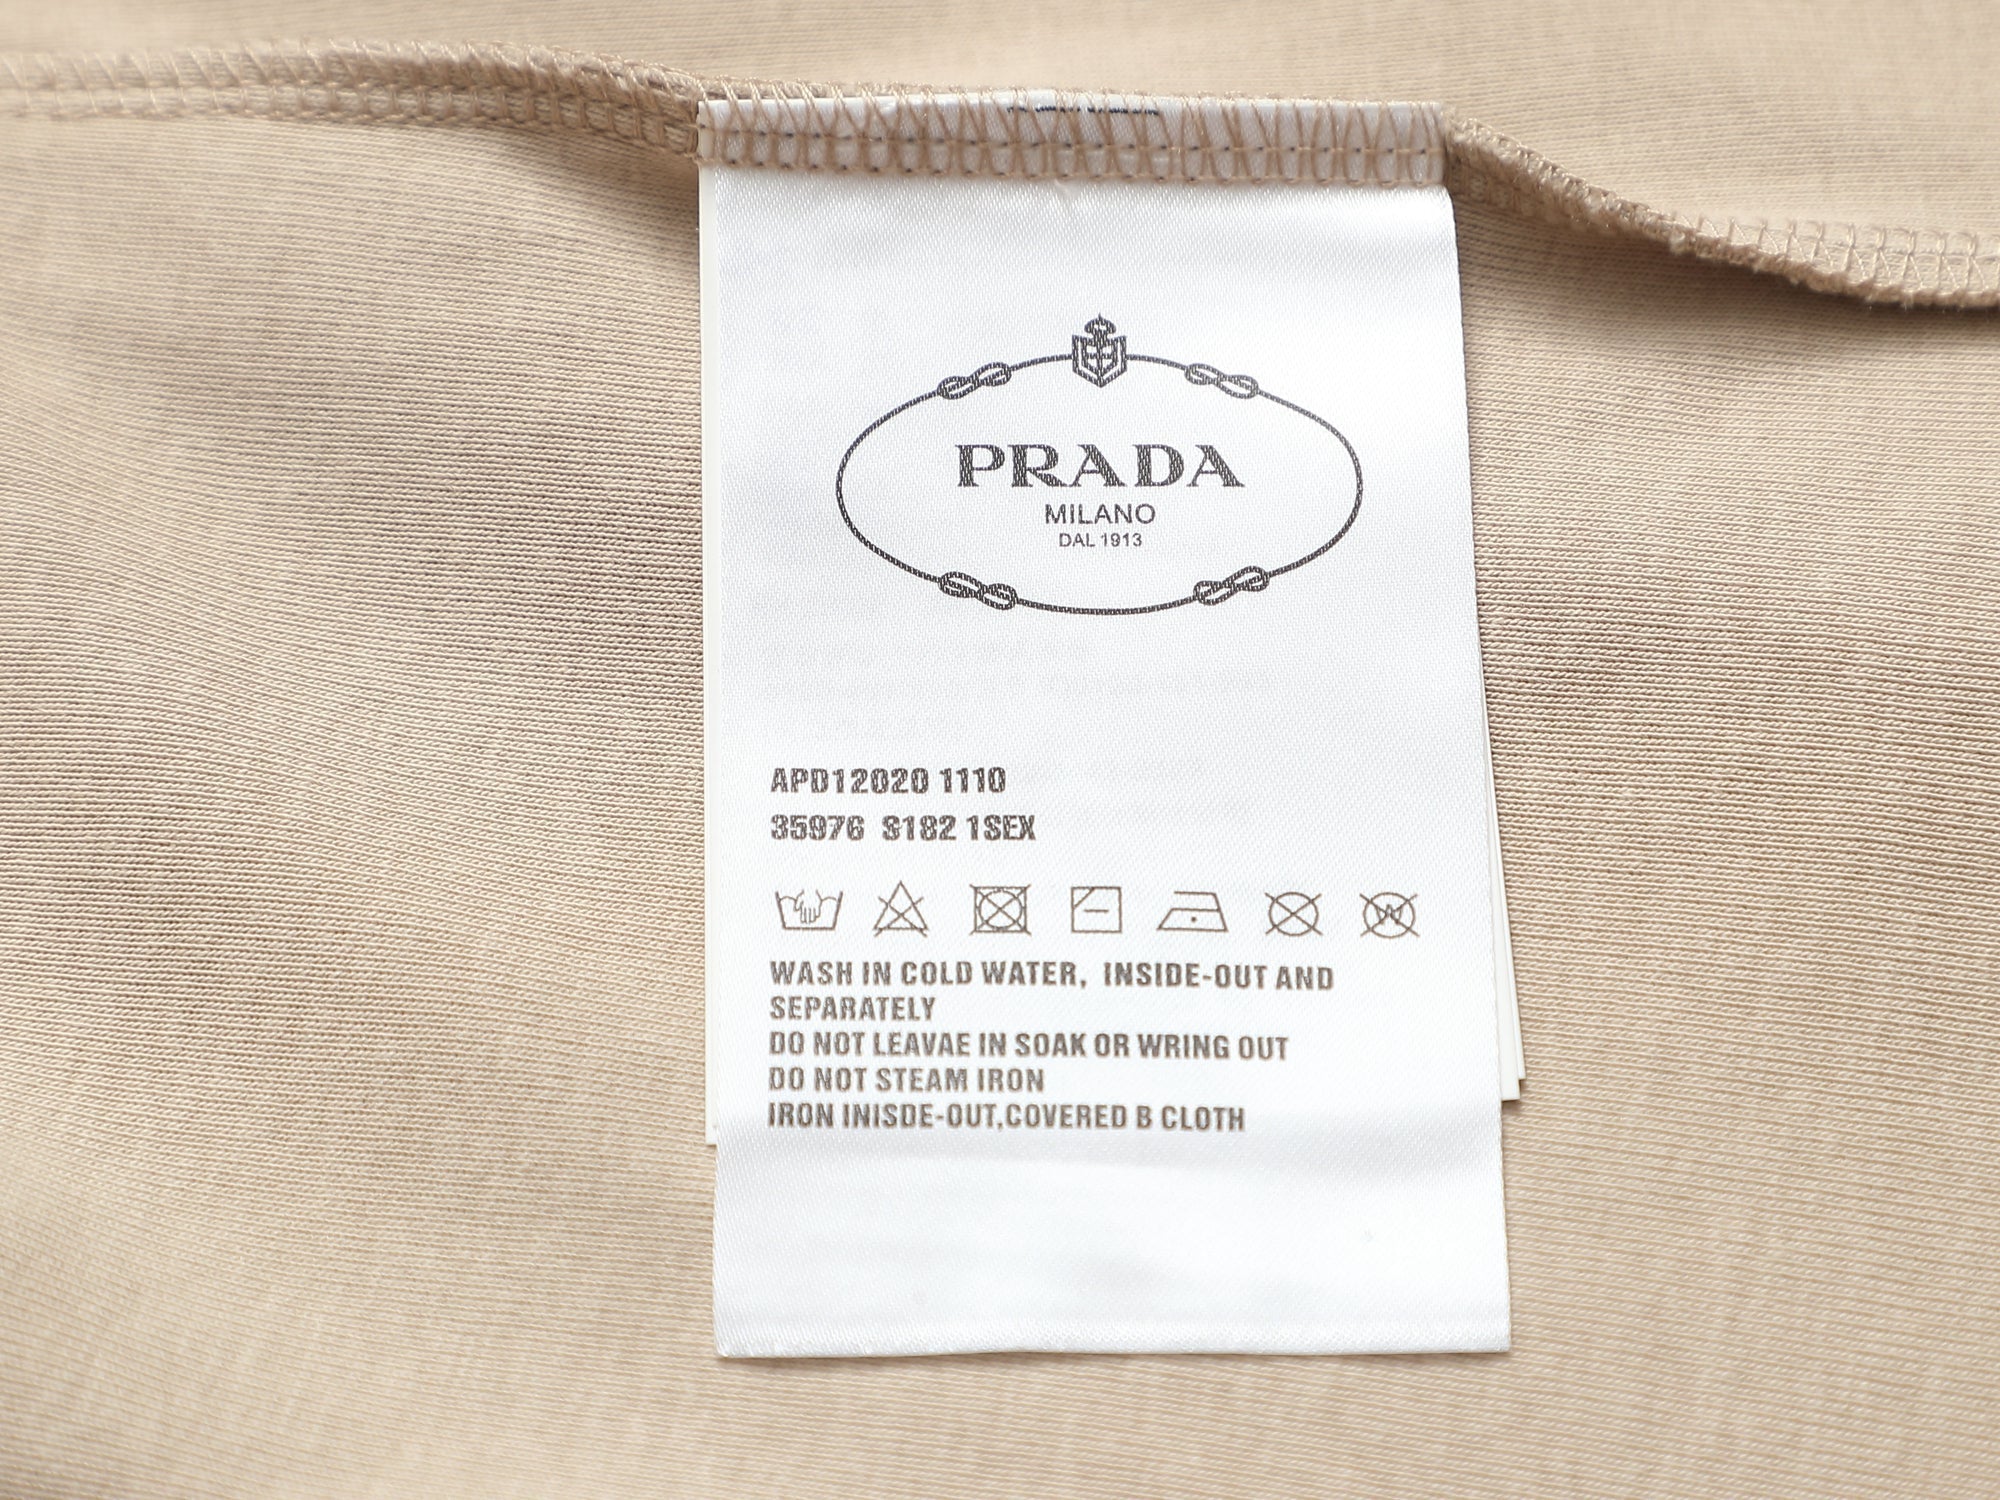 PRADA
MILANO
DAL 1913
APD12020 1110
35976 S182 1SEX
WASH IN COLD WATER, INSIDE-OUT AND
SEPARATELY
DO NOT LEAVAE IN SOAK OR WRING OUT
DO NOT STEAM IRON
IRON INISDE-OUT,COVERED B CLOTH